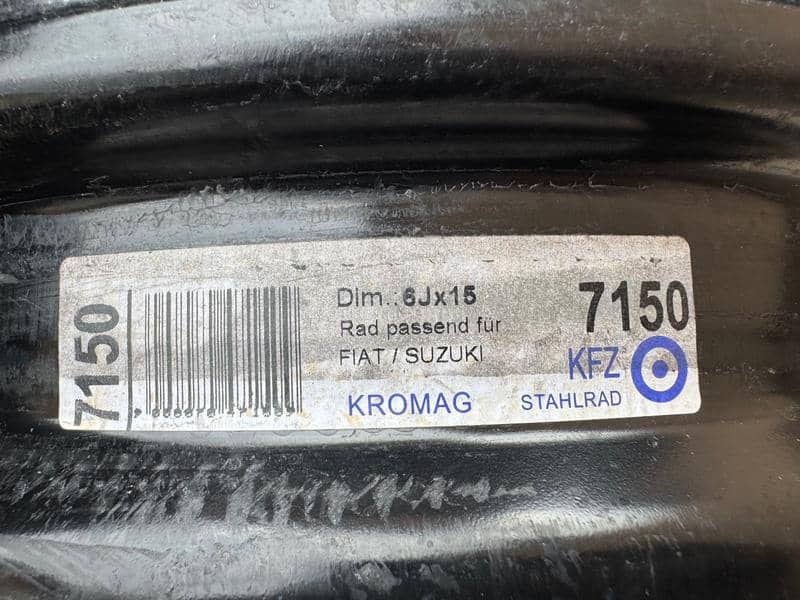 7150
Dim.:6Jx15
Rad passend für
FIAT / SUZUKI
7150
KFZ
KROMAG
STAHLRAD